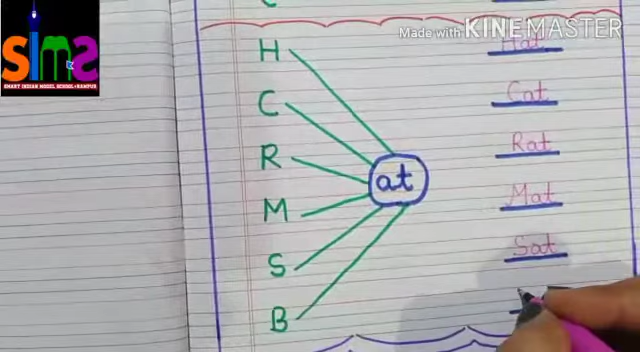 Made with KINEMASTER
sims
SMART INDIAN MODEL SCHOOL RAMPUR
H Hat
C Cat
R Rat
at
M Mat
S Sat
B